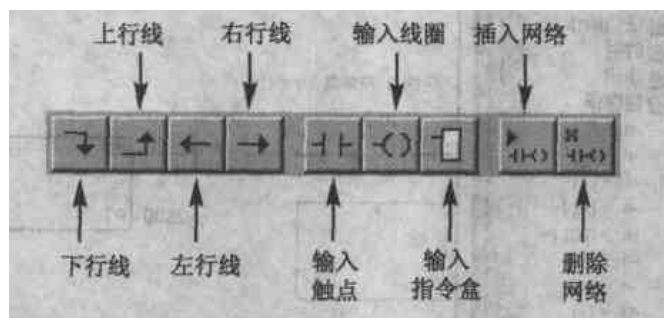 上行线 右行线 输入线圈 插入网络
下行线 左行线 输入 输入 删除
触点 指令盒 网络